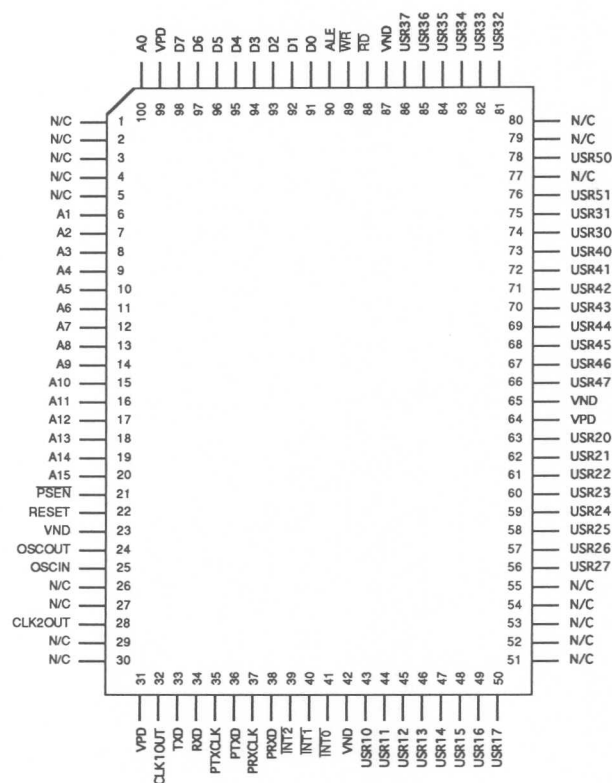 A0 VPD D7 D6 D5 D4 D3 D2 D1 D0 ALE WR RD VND USR37 USR36 USR35 USR34 USR33 USR32
100 99 98 97 96 95 94 93 92 91 90 89 88 87 86 85 84 83 82 81
N/C 1 80 N/C
N/C 2 79 N/C
N/C 3 78 USR50
N/C 4 77 N/C
N/C 5 76 USR51
A1 6 75 USR31
A2 7 74 USR30
A3 8 73 USR40
A4 9 72 USR41
A5 10 71 USR42
A6 11 70 USR43
A7 12 69 USR44
A8 13 68 USR45
A9 14 67 USR46
A10 15 66 USR47
A11 16 65 VND
A12 17 64 VPD
A13 18 63 USR20
A14 19 62 USR21
A15 20 61 USR22
PSEN 21 60 USR23
RESET 22 59 USR24
VND 23 58 USR25
OSCOUT 24 57 USR26
OSCIN 25 56 USR27
N/C 26 55 N/C
N/C 27 54 N/C
CLK2OUT 28 53 N/C
N/C 29 52 N/C
N/C 30 51 N/C
31 32 33 34 35 36 37 38 39 40 41 42 43 44 45 46 47 48 49 50
VPD CLK1OUT TXD RXD PTXCLK PTXD PRXCLK PRXD INT2 INT1 INT0 VND USR10 USR11 USR12 USR13 USR14 USR15 USR16 USR17